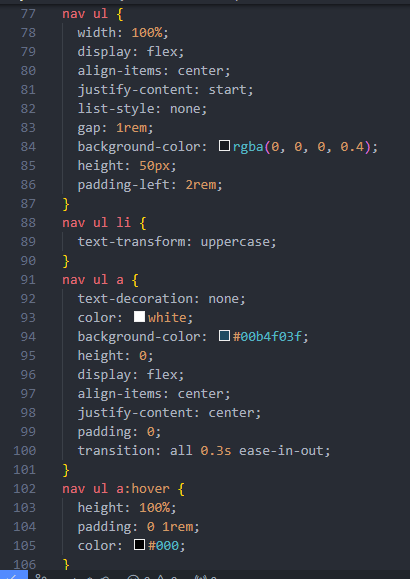 77 nav ul {
78 width: 100%;
79 display: flex;
80 align-items: center;
81 justify-content: start;
82 list-style: none;
83 gap: 1rem;
84 background-color: rgba(0, 0, 0, 0.4);
85 height: 50px;
86 padding-left: 2rem;
87 }
88 nav ul li {
89 text-transform: uppercase;
90 }
91 nav ul a {
92 text-decoration: none;
93 color: white;
94 background-color: #00b4f03f;
95 height: 0;
96 display: flex;
97 align-items: center;
98 justify-content: center;
99 padding: 0;
100 transition: all 0.3s ease-in-out;
101 }
102 nav ul a:hover {
103 height: 100%;
104 padding: 0 1rem;
105 color: #000;
106 }